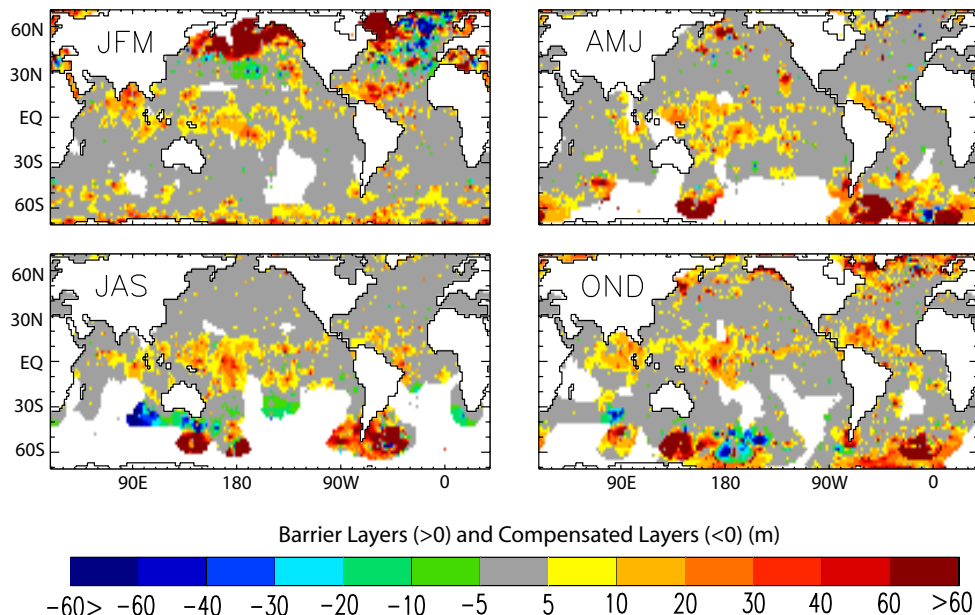 60N
30N
EQ
30S
60S
JFM
AMJ
60N
30N
EQ
30S
60S
JAS
OND
90E 180 90W 0
90E 180 90W 0
Barrier Layers (>0) and Compensated Layers (<0) (m)
-60> -60 -40 -30 -20 -10 -5 5 10 20 30 40 60 >60